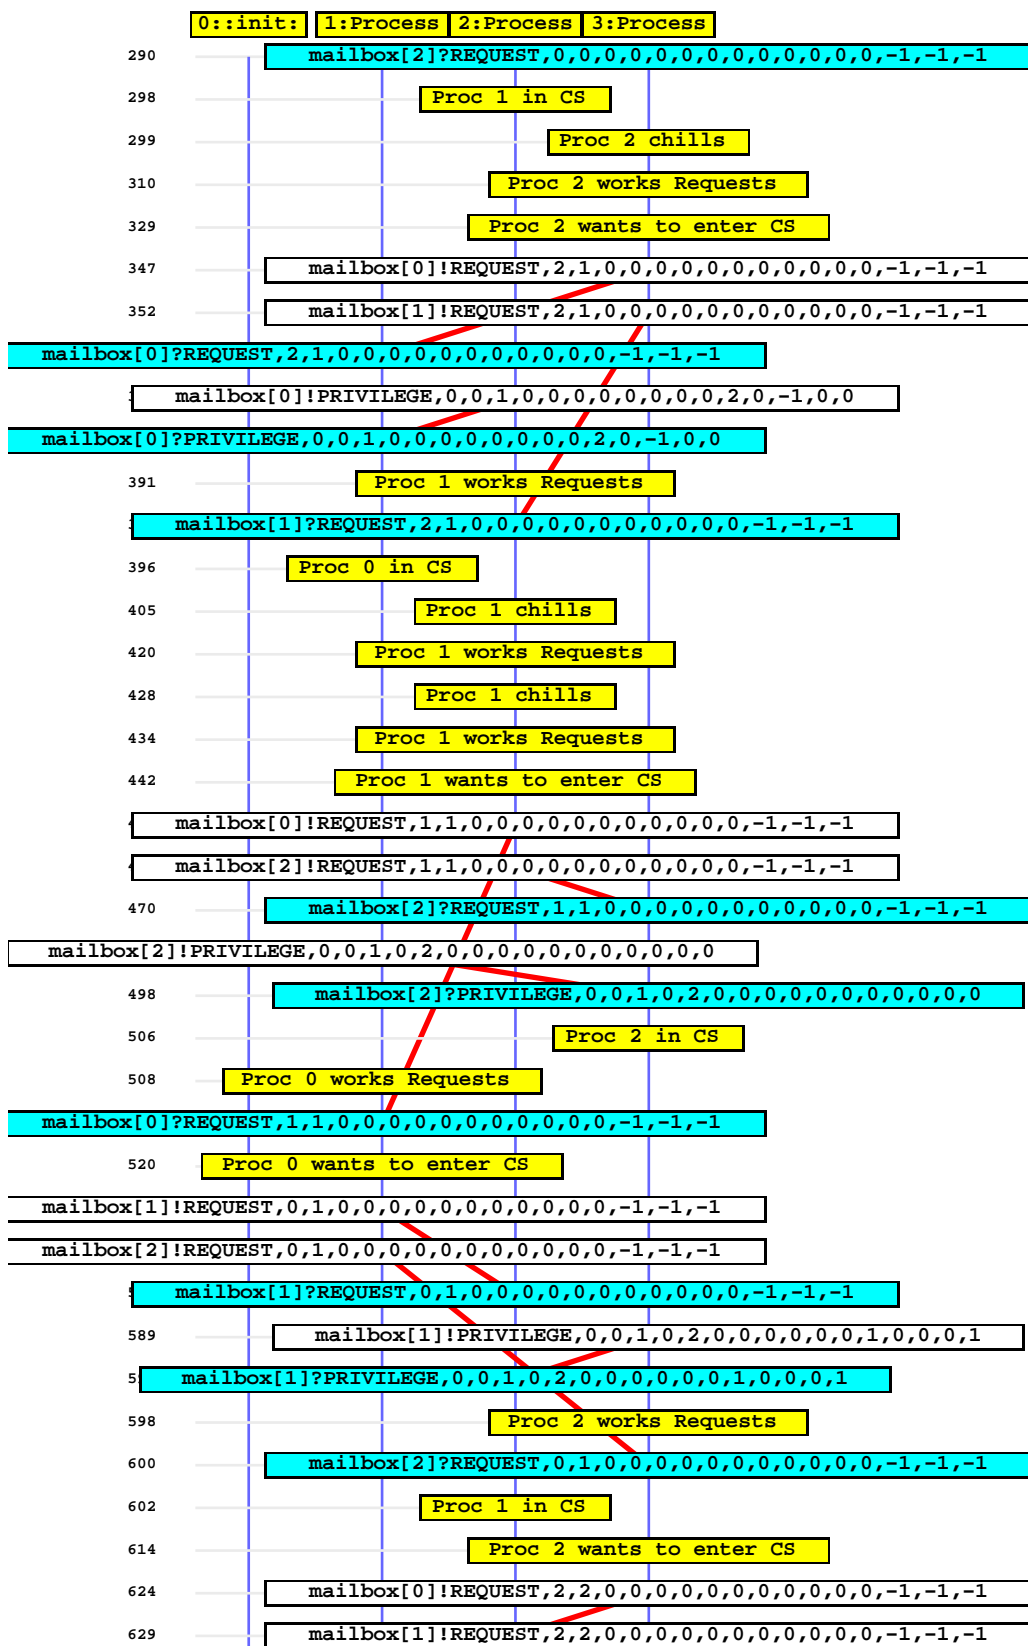 0::init: 1:Process 2:Process 3:Process
290 mailbox[2]?REQUEST,0,0,0,0,0,0,0,0,0,0,0,0,0,-1,-1,-1
298 Proc 1 in CS
299 Proc 2 chills
310 Proc 2 works Requests
329 Proc 2 wants to enter CS
347 mailbox[0]!REQUEST,2,1,0,0,0,0,0,0,0,0,0,0,0,-1,-1,-1
352 mailbox[1]!REQUEST,2,1,0,0,0,0,0,0,0,0,0,0,0,-1,-1,-1
mailbox[0]?REQUEST,2,1,0,0,0,0,0,0,0,0,0,0,0,-1,-1,-1
mailbox[0]!PRIVILEGE,0,0,1,0,0,0,0,0,0,0,0,2,0,-1,0,0
mailbox[0]?PRIVILEGE,0,0,1,0,0,0,0,0,0,0,0,2,0,-1,0,0
391 Proc 1 works Requests
mailbox[1]?REQUEST,2,1,0,0,0,0,0,0,0,0,0,0,0,-1,-1,-1
396 Proc 0 in CS
405 Proc 1 chills
420 Proc 1 works Requests
428 Proc 1 chills
434 Proc 1 works Requests
442 Proc 1 wants to enter CS
mailbox[0]!REQUEST,1,1,0,0,0,0,0,0,0,0,0,0,0,-1,-1,-1
mailbox[2]!REQUEST,1,1,0,0,0,0,0,0,0,0,0,0,0,-1,-1,-1
470 mailbox[2]?REQUEST,1,1,0,0,0,0,0,0,0,0,0,0,0,-1,-1,-1
mailbox[2]!PRIVILEGE,0,0,1,0,2,0,0,0,0,0,0,0,0,0,0,0
498 mailbox[2]?PRIVILEGE,0,0,1,0,2,0,0,0,0,0,0,0,0,0,0,0
506 Proc 2 in CS
508 Proc 0 works Requests
mailbox[0]?REQUEST,1,1,0,0,0,0,0,0,0,0,0,0,0,-1,-1,-1
520 Proc 0 wants to enter CS
mailbox[1]!REQUEST,0,1,0,0,0,0,0,0,0,0,0,0,0,-1,-1,-1
mailbox[2]!REQUEST,0,1,0,0,0,0,0,0,0,0,0,0,0,-1,-1,-1
mailbox[1]?REQUEST,0,1,0,0,0,0,0,0,0,0,0,0,0,-1,-1,-1
589 mailbox[1]!PRIVILEGE,0,0,1,0,2,0,0,0,0,0,0,1,0,0,0,1
mailbox[1]?PRIVILEGE,0,0,1,0,2,0,0,0,0,0,0,1,0,0,0,1
598 Proc 2 works Requests
600 mailbox[2]?REQUEST,0,1,0,0,0,0,0,0,0,0,0,0,0,-1,-1,-1
602 Proc 1 in CS
614 Proc 2 wants to enter CS
624 mailbox[0]!REQUEST,2,2,0,0,0,0,0,0,0,0,0,0,0,-1,-1,-1
629 mailbox[1]!REQUEST,2,2,0,0,0,0,0,0,0,0,0,0,0,-1,-1,-1